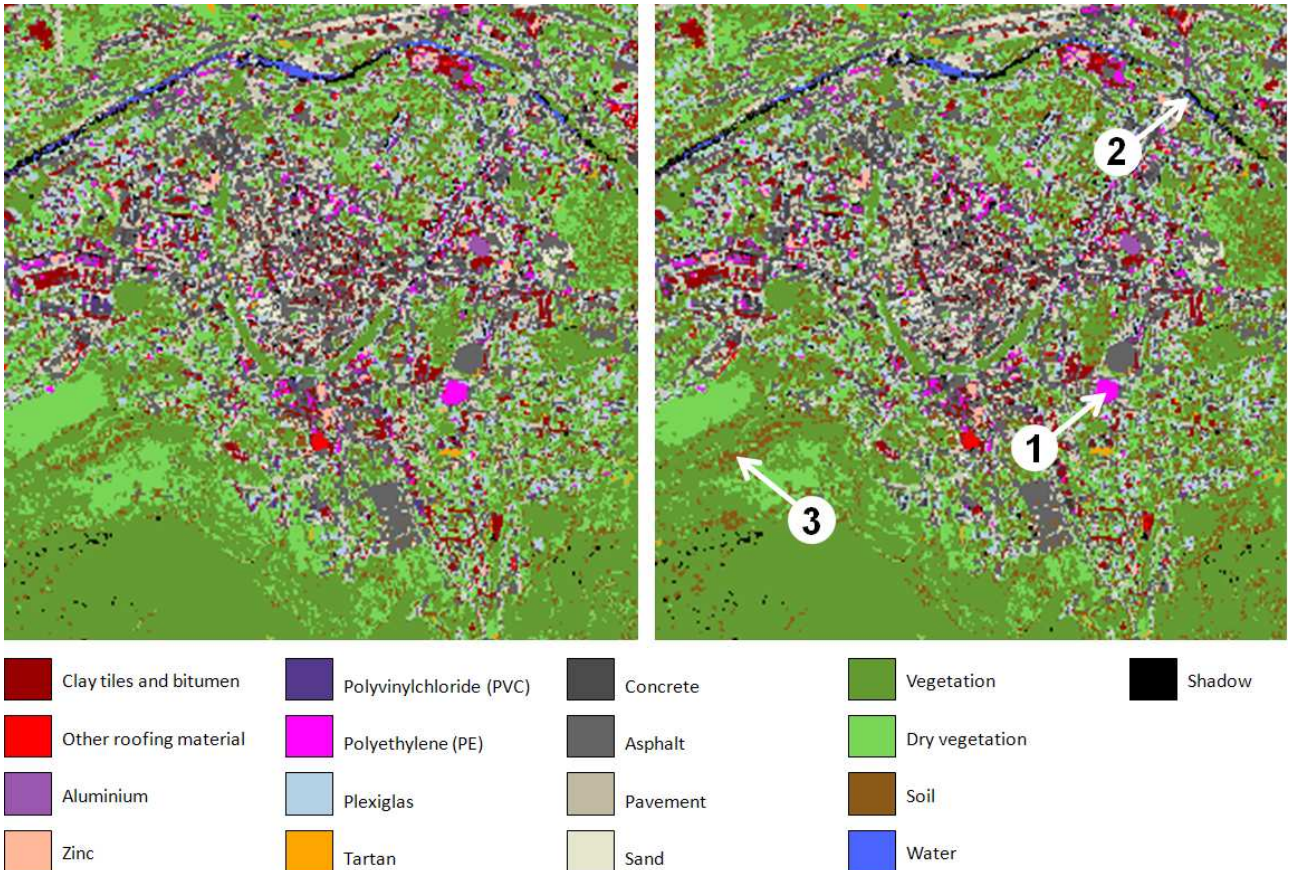 2
1
3
Clay tiles and bitumen
Polyvinylchloride (PVC)
Concrete
Vegetation
Shadow
Other roofing material
Polyethylene (PE)
Asphalt
Dry vegetation
Aluminium
Plexiglas
Pavement
Soil
Zinc
Tartan
Sand
Water